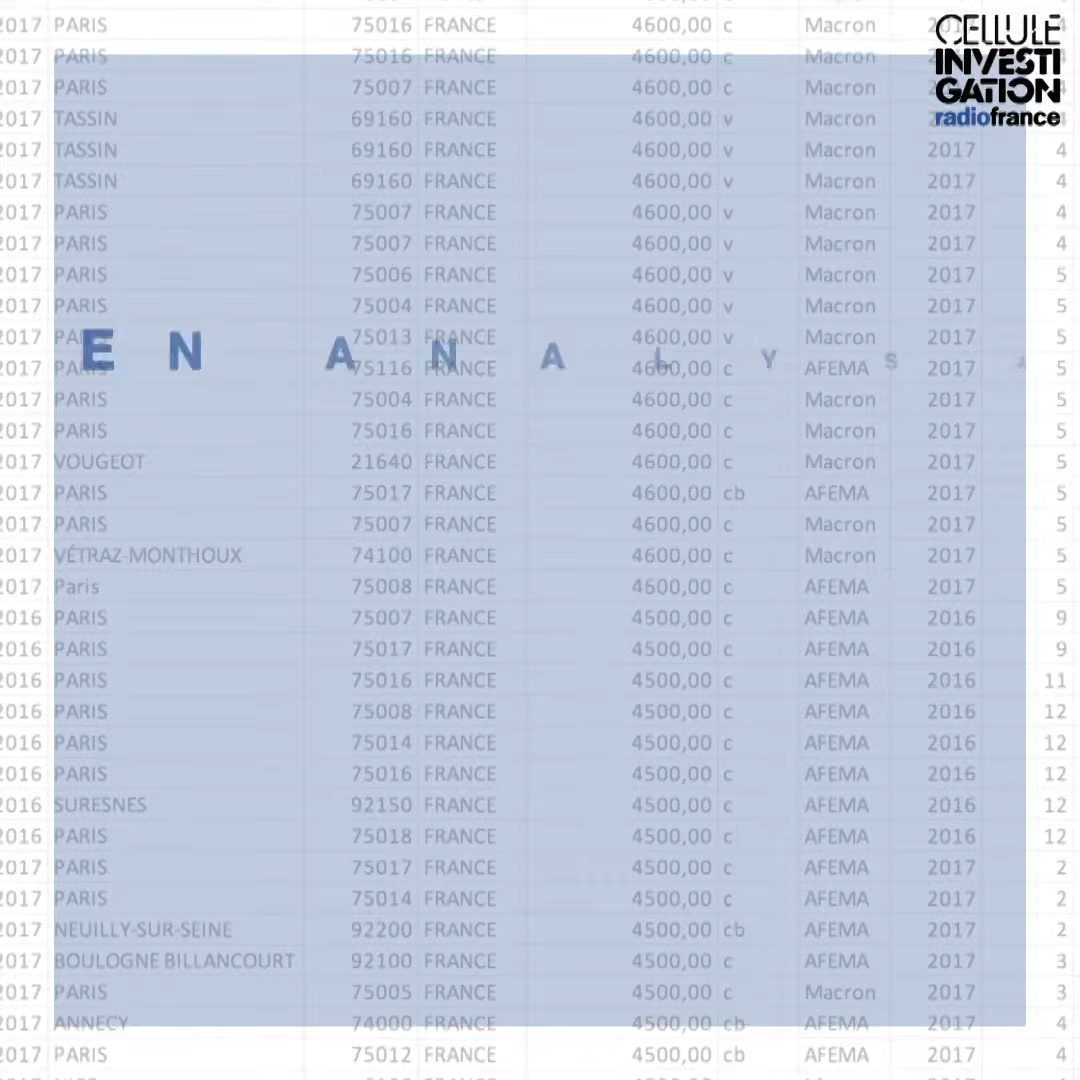 2017 PARIS 75016 FRANCE 4600,00 c Macron 4
2017 PARIS 75016 FRANCE 4600,00 c Macron
2017 PARIS 75007 FRANCE 4600,00 c Macron
2017 TASSIN 69160 FRANCE 4600,00 v Macron
2017 TASSIN 69160 FRANCE 4600,00 v Macron 2017 4
2017 TASSIN 69160 FRANCE 4600,00 v Macron 2017 4
2017 PARIS 75007 FRANCE 4600,00 v Macron 2017 4
2017 PARIS 75007 FRANCE 4600,00 v Macron 2017 4
2017 PARIS 75006 FRANCE 4600,00 v Macron 2017 5
2017 PARIS 75004 FRANCE 4600,00 v Macron 2017 5
2017 PARIS 75013 FRANCE 4600,00 v Macron 2017 5
2017 PARIS 75116 FRANCE 4600,00 c AFEMA 2017 5
2017 PARIS 75004 FRANCE 4600,00 c Macron 2017 5
2017 PARIS 75016 FRANCE 4600,00 c Macron 2017 5
2017 VOUGEOT 21640 FRANCE 4600,00 c Macron 2017 5
2017 PARIS 75017 FRANCE 4600,00 cb AFEMA 2017 5
2017 PARIS 75007 FRANCE 4600,00 c Macron 2017 5
2017 VÉTRAZ-MONTHOUX 74100 FRANCE 4600,00 c Macron 2017 5
2017 Paris 75008 FRANCE 4600,00 c AFEMA 2017 5
2016 PARIS 75007 FRANCE 4500,00 c AFEMA 2016 9
2016 PARIS 75017 FRANCE 4500,00 c AFEMA 2016 9
2016 PARIS 75016 FRANCE 4500,00 c AFEMA 2016 11
2016 PARIS 75008 FRANCE 4500,00 c AFEMA 2016 12
2016 PARIS 75014 FRANCE 4500,00 c AFEMA 2016 12
2016 PARIS 75016 FRANCE 4500,00 c AFEMA 2016 12
2016 SURESNES 92150 FRANCE 4500,00 c AFEMA 2016 12
2016 PARIS 75018 FRANCE 4500,00 c AFEMA 2016 12
2017 PARIS 75017 FRANCE 4500,00 c AFEMA 2017 2
2017 PARIS 75014 FRANCE 4500,00 c AFEMA 2017 2
2017 NEUILLY-SUR-SEINE 92200 FRANCE 4500,00 cb AFEMA 2017 2
2017 BOULOGNE BILLANCOURT 92100 FRANCE 4500,00 c AFEMA 2017 3
2017 PARIS 75005 FRANCE 4500,00 c Macron 2017 3
2017 ANNECY 74000 FRANCE 4500,00 cb AFEMA 2017 4
2017 PARIS 75012 FRANCE 4500,00 cb AFEMA 2017 4
EN ANALYS
CELLULE
INVESTI
GATION
radiofrance